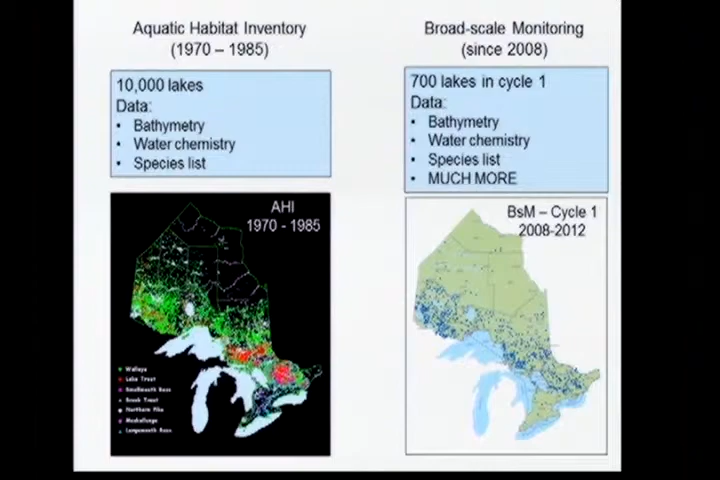 Aquatic Habitat Inventory
(1970 – 1985)
10,000 lakes
Data:
• Bathymetry
• Water chemistry
• Species list
AHI
1970 - 1985
Walleye
Lake Trout
Smallmouth Bass
Brook Trout
Northern Pike
Muskellunge
Largemouth Bass
Broad-scale Monitoring
(since 2008)
700 lakes in cycle 1
Data:
• Bathymetry
• Water chemistry
• Species list
• MUCH MORE
BsM – Cycle 1
2008-2012